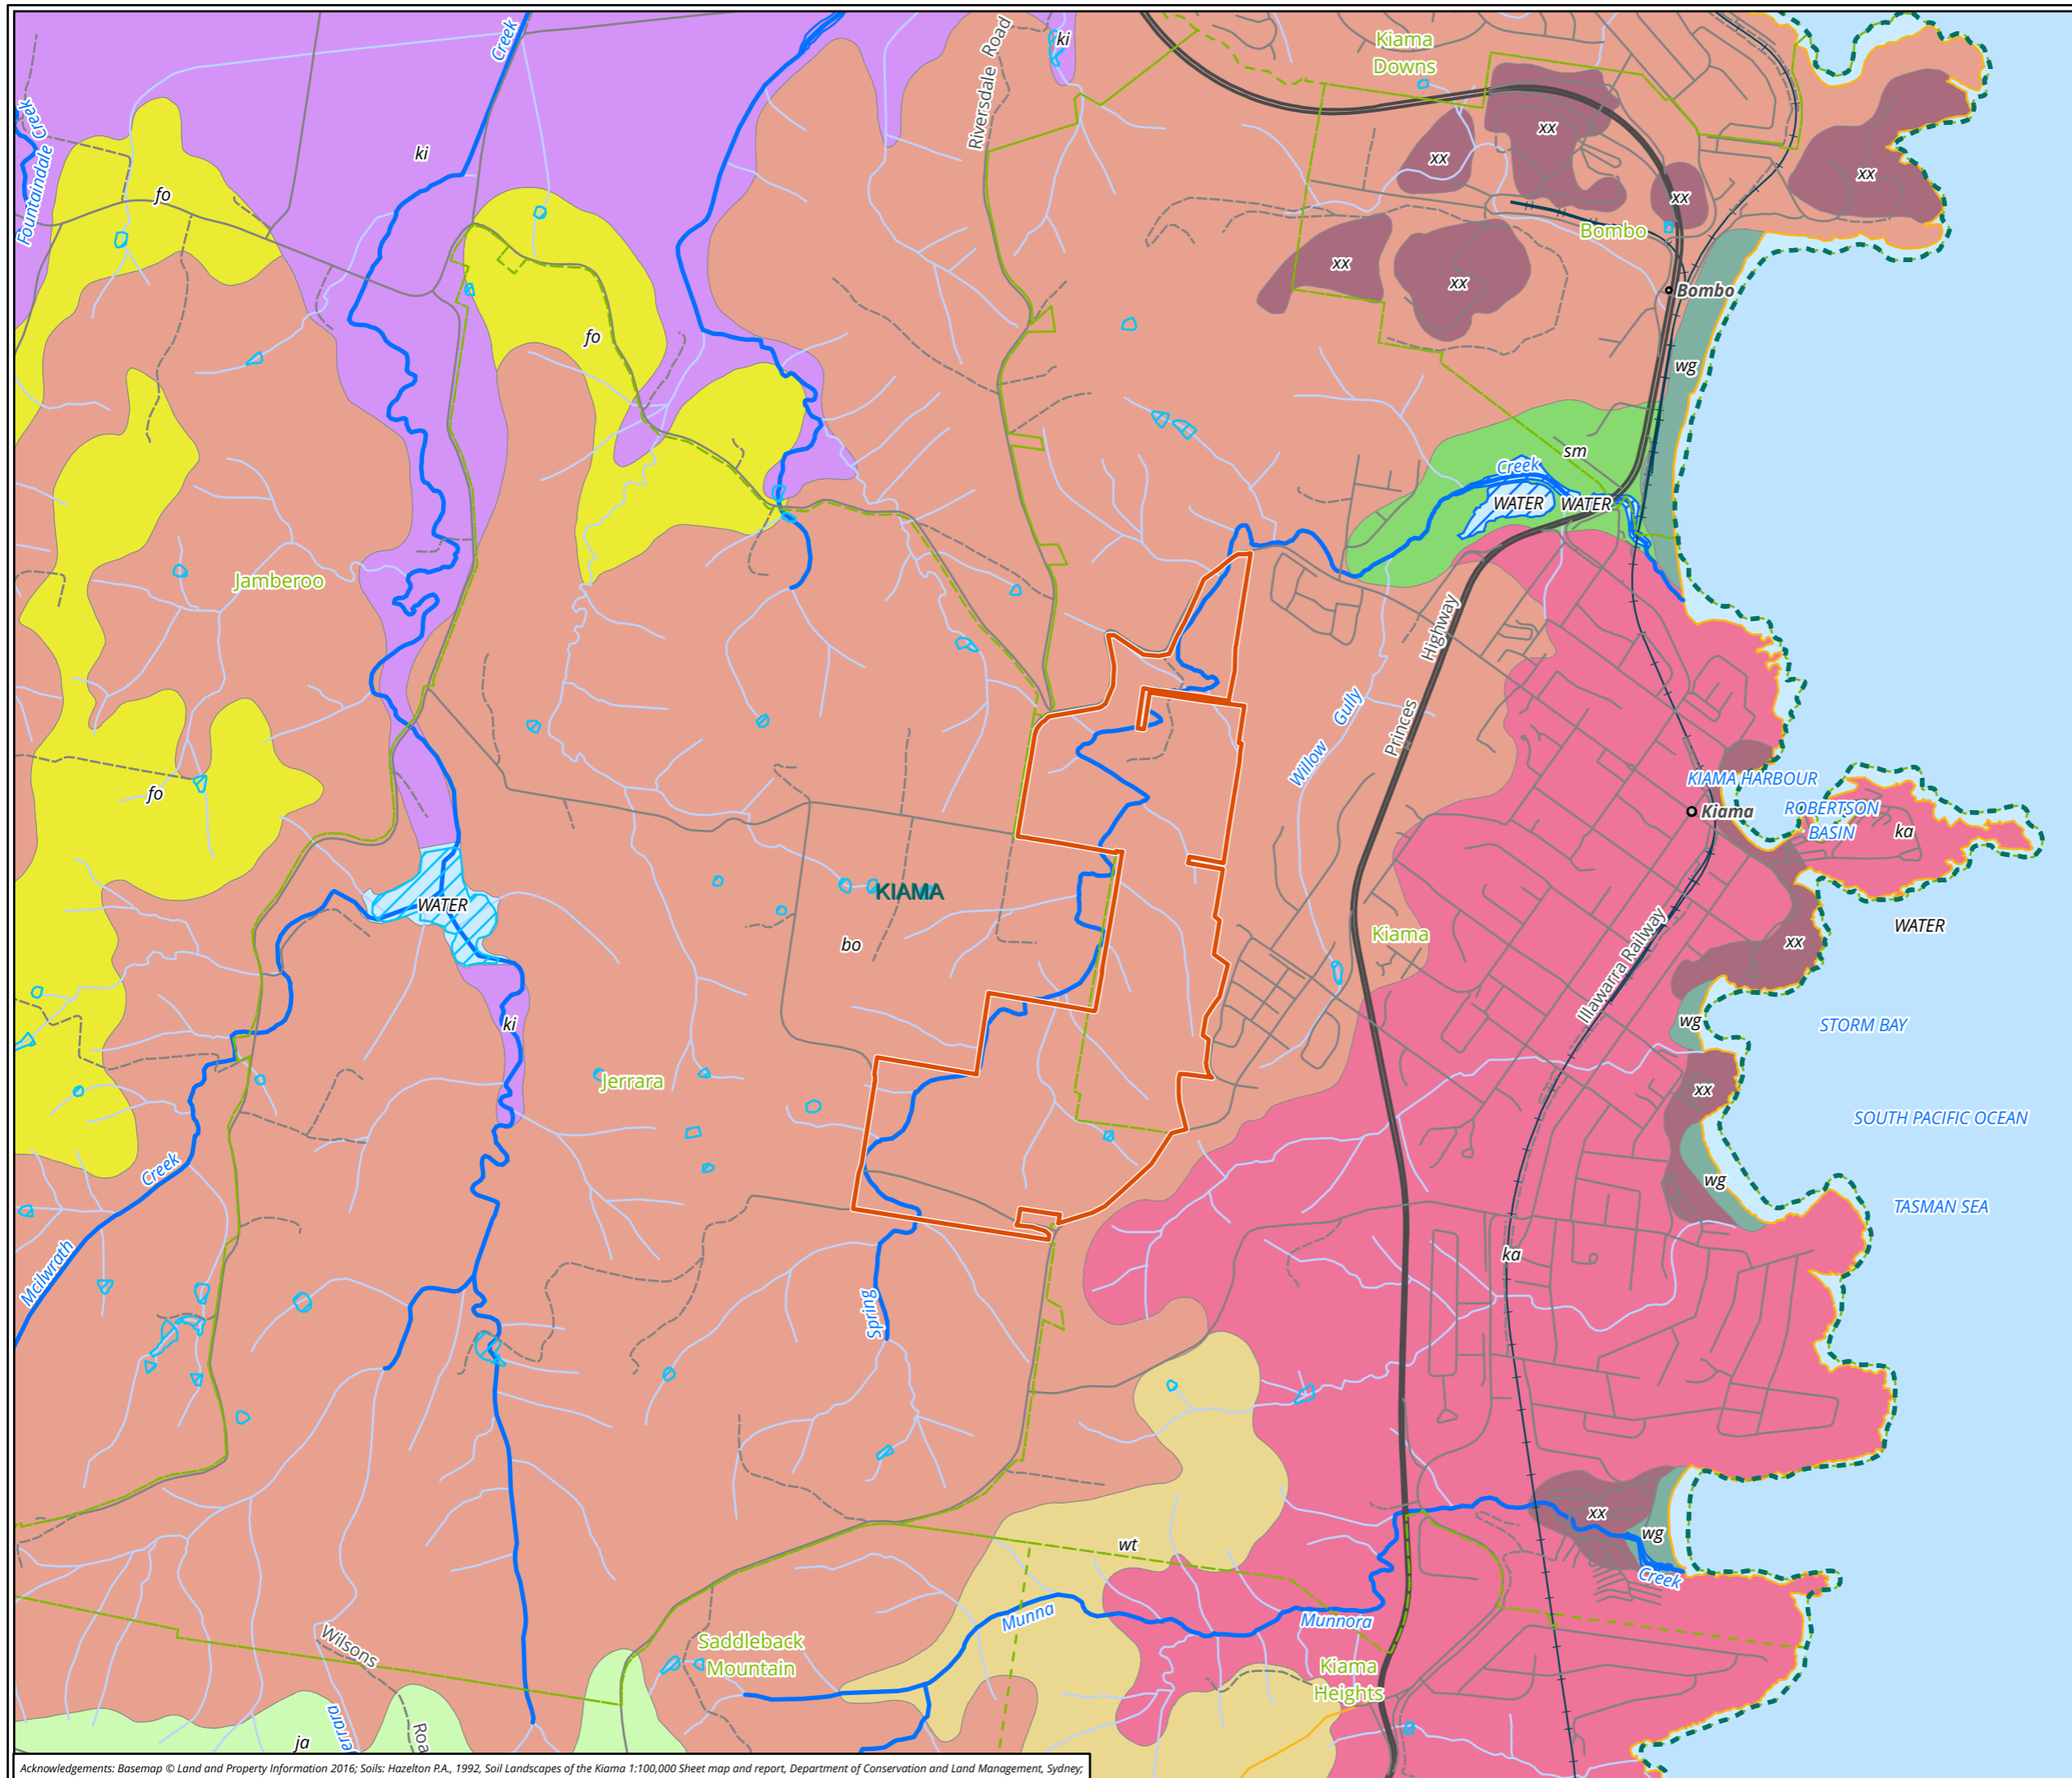 Creek
Riversdale Road
ki
Kiama
Downs
Fountaindale Creek
ki
xx
xx
xx
xx
fo
Bombo
xx
xx
Bombo
fo
wg
sm
Creek
WATER
WATER
Jamberoo
Highway
Willow Gully
Princes
KIAMA HARBOUR
fo
ROBERTSON
BASIN
Kiama
ka
KIAMA
WATER
WATER
Kiama
bo
xx
Illawarra Railway
ki
wg
STORM BAY
Jerrara
xx
SOUTH PACIFIC OCEAN
Creek
wg
TASMAN SEA
ka
Mcilwrath
Spring
xx
wg
wt
Creek
Munna
Munnora
Wilsons
Saddleback
Mountain
Kiama
Heights
errara
Roa
ja
Acknowledgements: Basemap © Land and Property Information 2016; Soils: Hazelton P.A., 1992, Soil Landscapes of the Kiama 1:100,000 Sheet map and report, Department of Conservation and Land Management, Sydney;